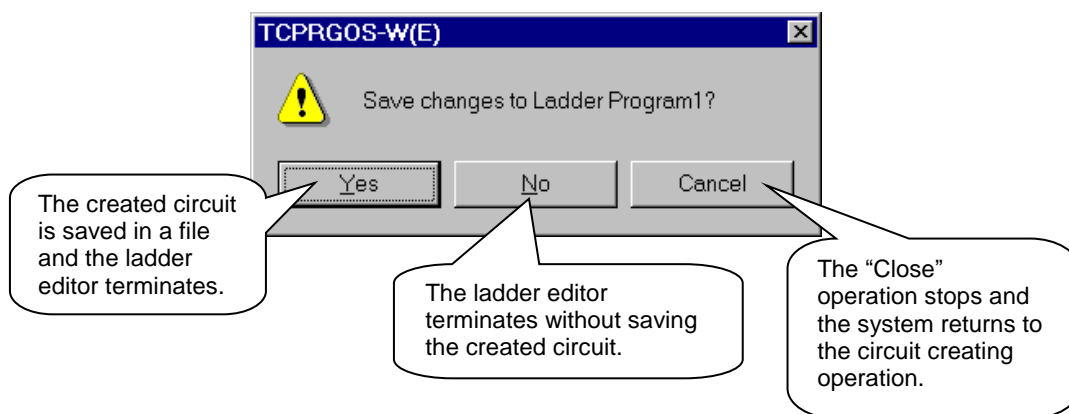 TCPRGOS-W(E)
Save changes to Ladder Program1?
Yes
No
Cancel
The created circuit
is saved in a file
and the ladder
editor terminates.
The ladder editor
terminates without saving
the created circuit.
The “Close”
operation stops and
the system returns to
the circuit creating
operation.